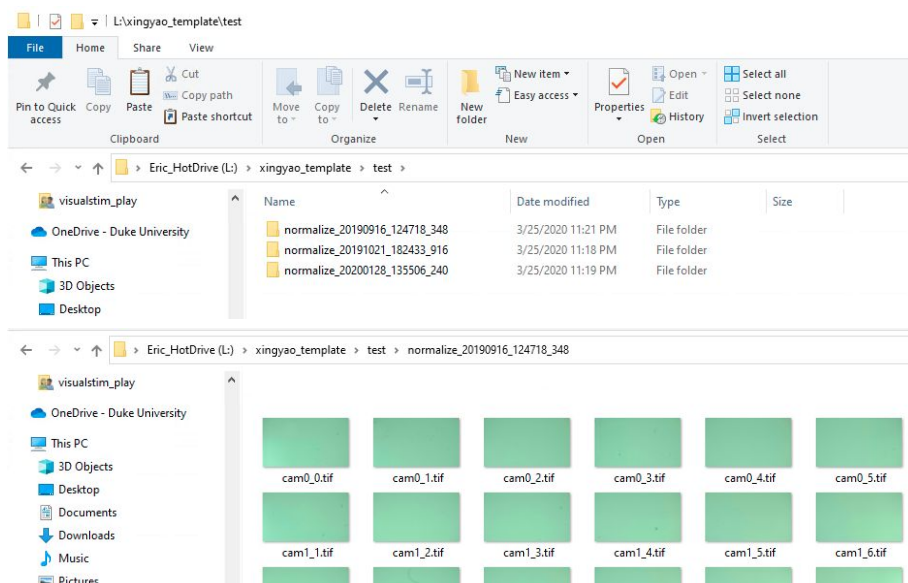 L:\xingyao_template\test
File Home Share View
Pin to Quick access
Copy
Paste
Cut
Copy path
Paste shortcut
Clipboard
Move to
Copy to
Delete
Rename
Organize
New folder
New item
Easy access
New
Properties
Open
Edit
History
Open
Select all
Select none
Invert selection
Select
Eric_HotDrive (L:) > xingyao_template > test >
visualstim_play
OneDrive - Duke University
This PC
3D Objects
Desktop
Name Date modified Type Size
normalize_20190916_124718_348 3/25/2020 11:21 PM File folder
normalize_20191021_182433_916 3/25/2020 11:18 PM File folder
normalize_20200128_135506_240 3/25/2020 11:19 PM File folder
Eric_HotDrive (L:) > xingyao_template > test > normalize_20190916_124718_348
visualstim_play
OneDrive - Duke University
This PC
3D Objects
Desktop
Documents
Downloads
Music
Pictures
cam0_0.tif cam0_1.tif cam0_2.tif cam0_3.tif cam0_4.tif cam0_5.tif
cam1_1.tif cam1_2.tif cam1_3.tif cam1_4.tif cam1_5.tif cam1_6.tif